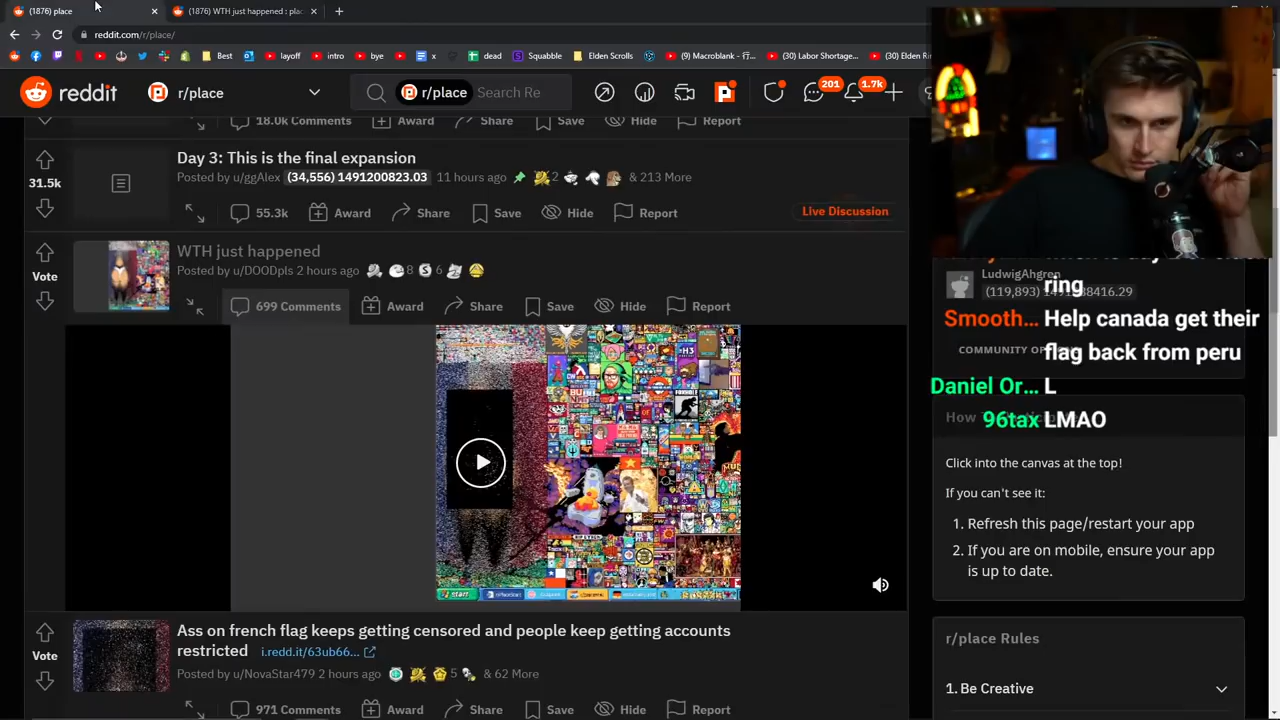 (1876) place
(1876) WTH just happened : plac
reddit.com/r/place/
Best
layoff
intro
bye
x
dead
Squabble
Elden Scrolls
(9) Macroblank - 行...
(30) Labor Shortage...
(30) Elden Rin
reddit
r/place
r/place
Search Re
201
1.7k
18.0k Comments
Award
Share
Save
Hide
Report
31.5k
Day 3: This is the final expansion
Posted by u/ggAlex (34,556) 1491200823.03 11 hours ago 2 & 213 More
55.3k
Award
Share
Save
Hide
Report
Live Discussion
Vote
WTH just happened
Posted by u/DOODpls 2 hours ago 8 6
699 Comments
Award
Share
Save
Hide
Report
start
Vote
Ass on french flag keeps getting censored and people keep getting accounts
restricted i.redd.it/63ub66...
Posted by u/NovaStar479 2 hours ago 5 & 62 More
971 Comments
Award
Share
Save
Hide
Report
LudwigAhgren
ring
Smooth... Help canada get their
flag back from peru
Daniel Or... L
96tax LMAO
Click into the canvas at the top!
If you can't see it:
1. Refresh this page/restart your app
2. If you are on mobile, ensure your app
is up to date.
r/place Rules
1. Be Creative